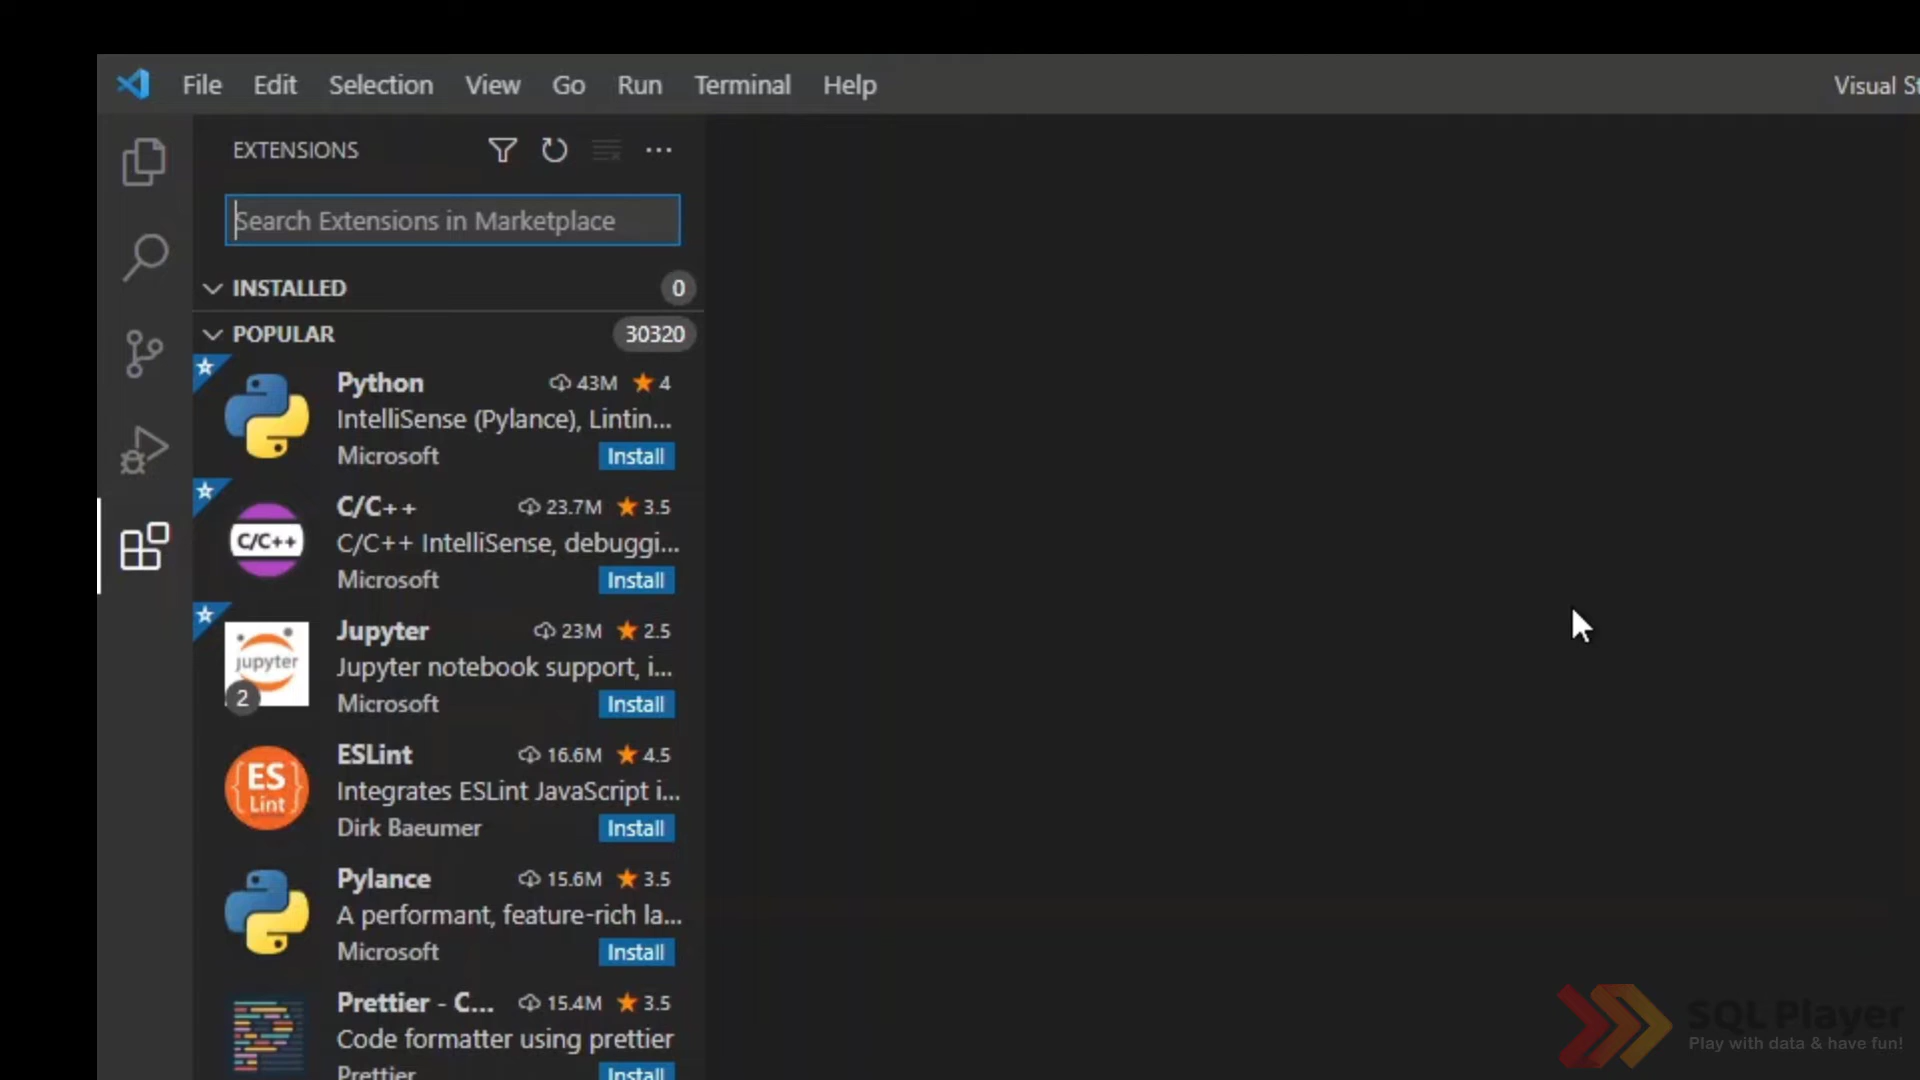 File Edit Selection View Go Run Terminal Help Visual St
EXTENSIONS
Search Extensions in Marketplace
INSTALLED 0
POPULAR 30320
Python 43M 4
IntelliSense (Pylance), Lintin...
Microsoft Install
C/C++ 23.7M 3.5
C/C++
C/C++ IntelliSense, debuggi...
Microsoft Install
Jupyter 23M 2.5
jupyter
Jupyter notebook support, i...
2
Microsoft Install
ESLint 16.6M 4.5
ES
Lint
Integrates ESLint JavaScript i...
Dirk Baeumer Install
Pylance 15.6M 3.5
A performant, feature-rich la...
Microsoft Install
Prettier - C... 15.4M 3.5
Code formatter using prettier
Prettier Install
SQL Player
Play with data & have fun!